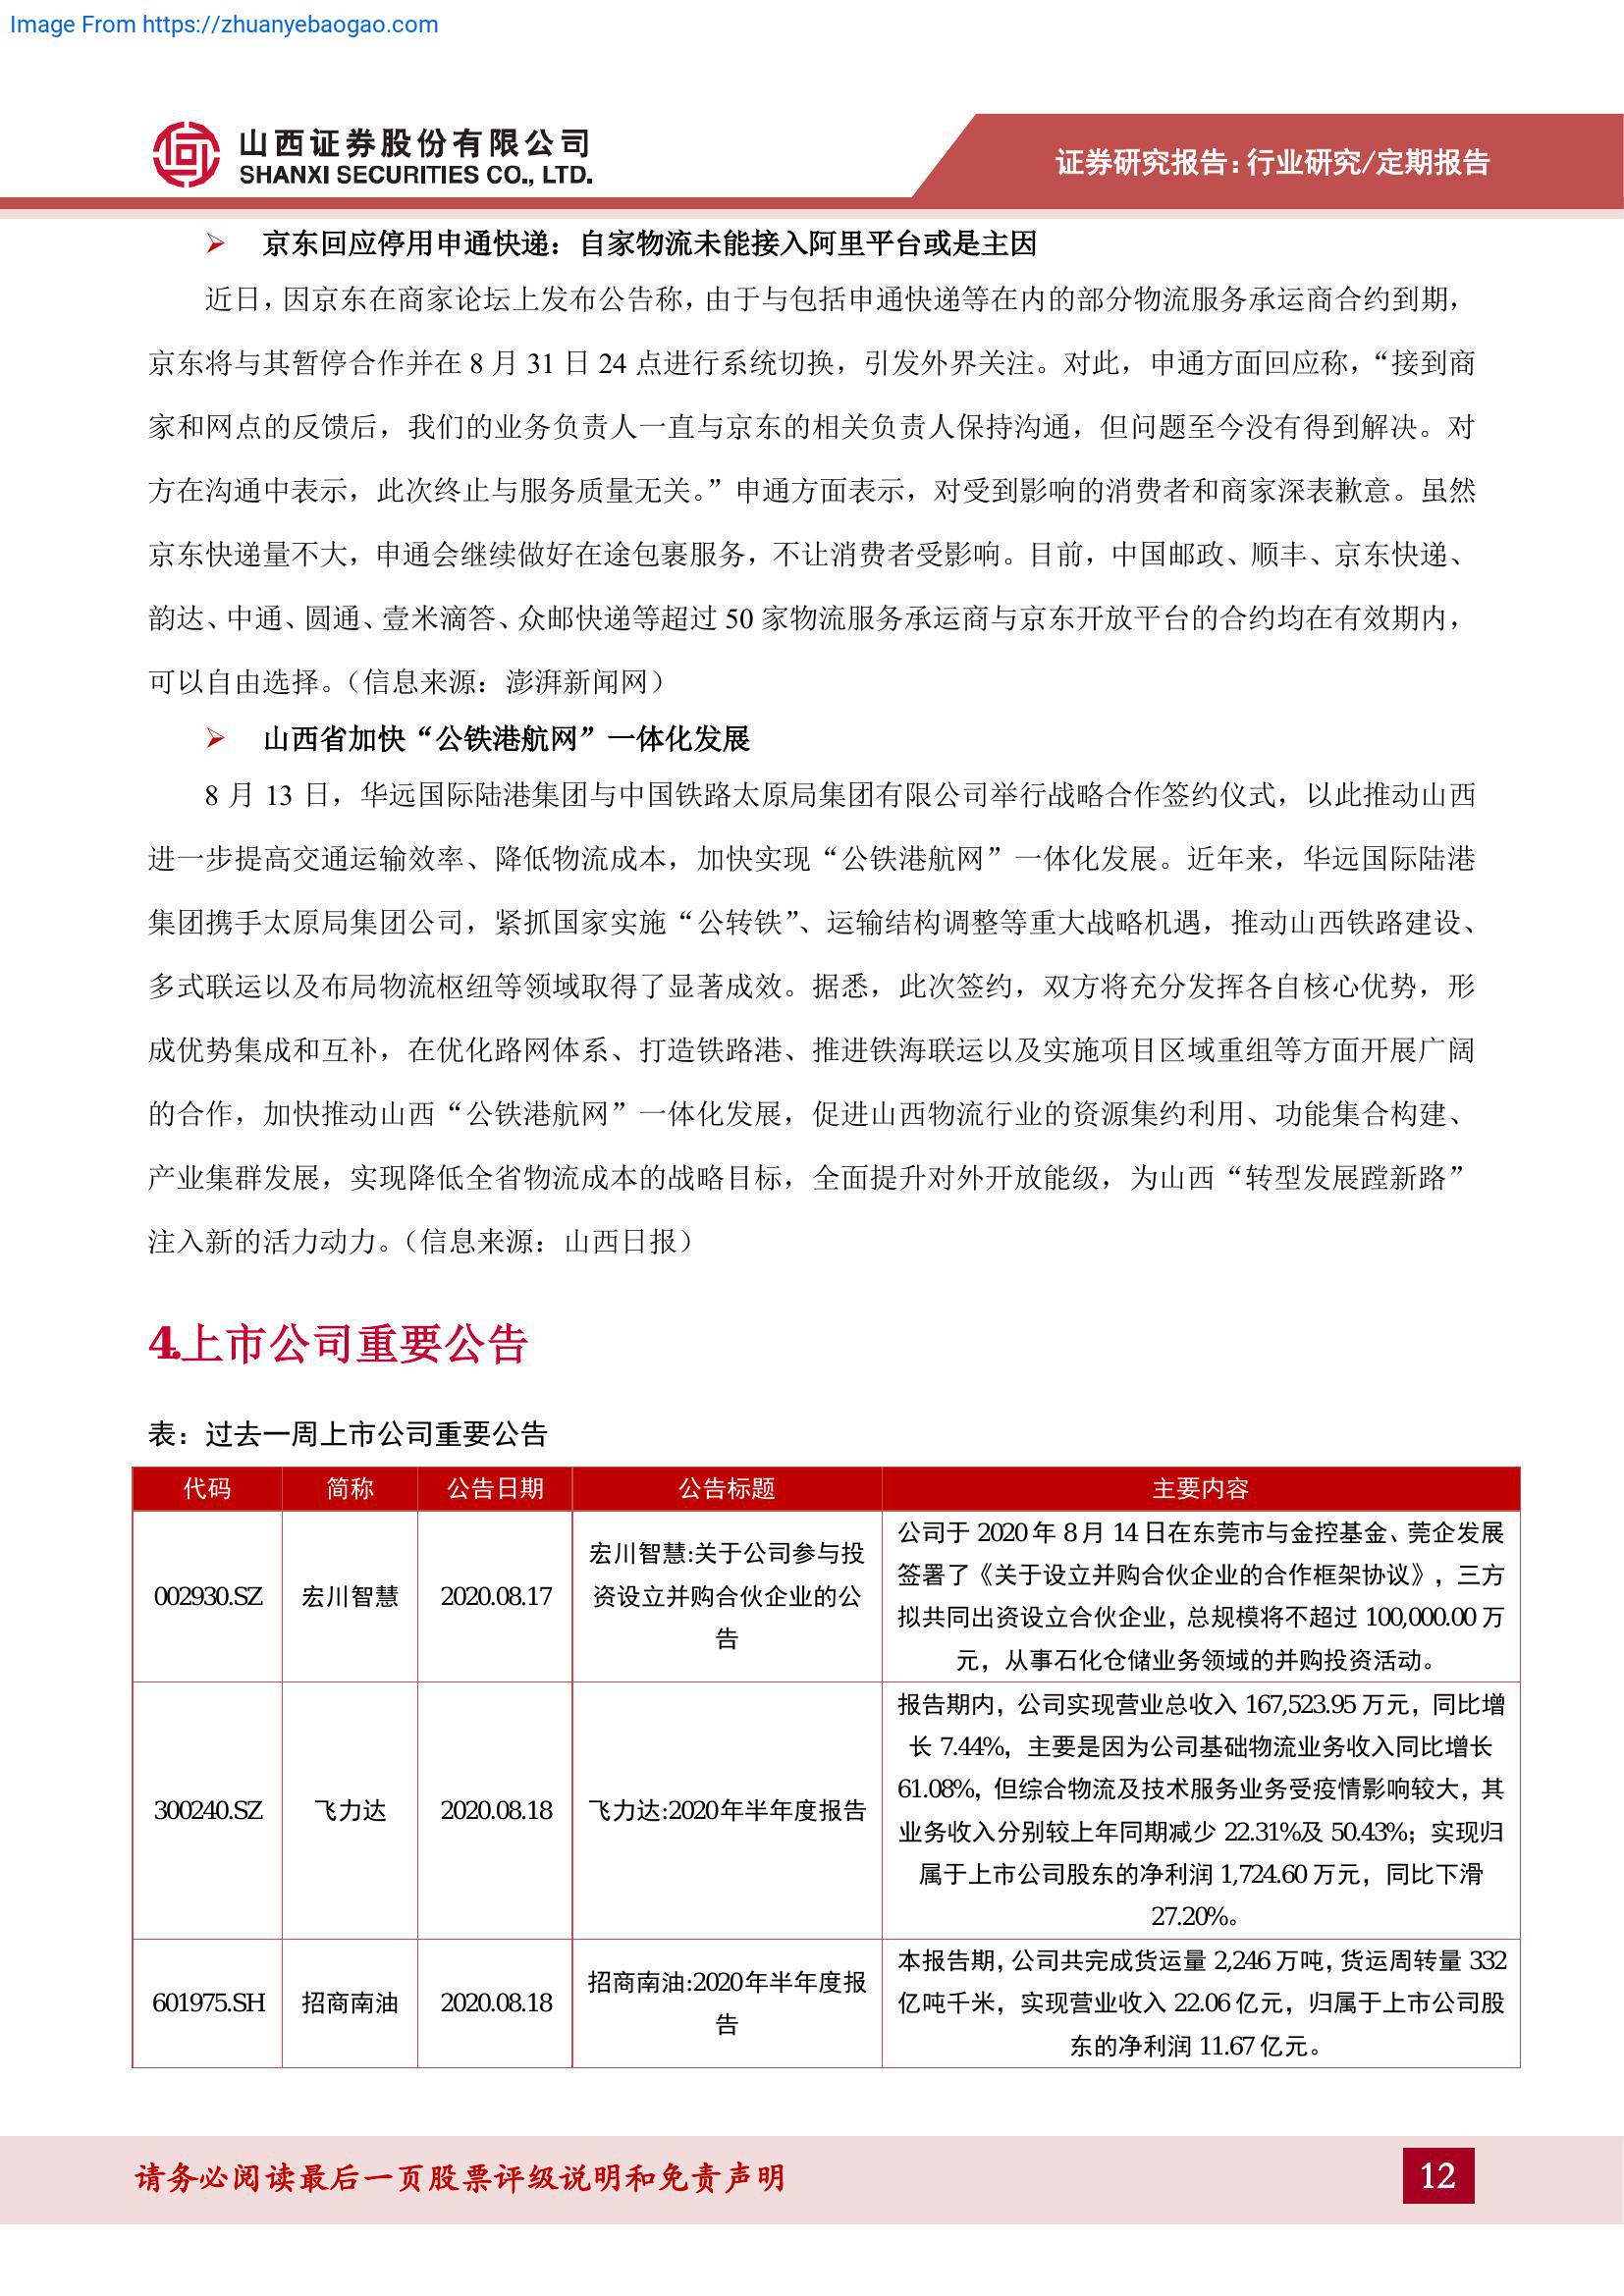 Image From https://zhuanyebaogao.com
山西证券股份有限公司
SHANXI SECURITIES CO., LTD.
证券研究报告：行业研究/定期报告
京东回应停用申通快递：自家物流未能接入阿里平台或是主因
近日，因京东在商家论坛上发布公告称，由于与包括申通快递等在内的部分物流服务承运商合约到期，
京东将与其暂停合作并在 8 月 31 日 24 点进行系统切换，引发外界关注。对此，申通方面回应称，“接到商
家和网点的反馈后，我们的业务负责人一直与京东的相关负责人保持沟通，但问题至今没有得到解决。对
方在沟通中表示，此次终止与服务质量无关。”申通方面表示，对受到影响的消费者和商家深表歉意。虽然
京东快递量不大，申通会继续做好在途包裹服务，不让消费者受影响。目前，中国邮政、顺丰、京东快递、
韵达、中通、圆通、壹米滴答、众邮快递等超过 50 家物流服务承运商与京东开放平台的合约均在有效期内，
可以自由选择。（信息来源：澎湃新闻网）
山西省加快“公铁港航网”一体化发展
8 月 13 日，华远国际陆港集团与中国铁路太原局集团有限公司举行战略合作签约仪式，以此推动山西
进一步提高交通运输效率、降低物流成本，加快实现“公铁港航网”一体化发展。近年来，华远国际陆港
集团携手太原局集团公司，紧抓国家实施“公转铁”、运输结构调整等重大战略机遇，推动山西铁路建设、
多式联运以及布局物流枢纽等领域取得了显著成效。据悉，此次签约，双方将充分发挥各自核心优势，形
成优势集成和互补，在优化路网体系、打造铁路港、推进铁海联运以及实施项目区域重组等方面开展广阔
的合作，加快推动山西“公铁港航网”一体化发展，促进山西物流行业的资源集约利用、功能集合构建、
产业集群发展，实现降低全省物流成本的战略目标，全面提升对外开放能级，为山西“转型发展蹚新路”
注入新的活力动力。（信息来源：山西日报）
4.上市公司重要公告
表：过去一周上市公司重要公告
代码 简称 公告日期 公告标题 主要内容
002930.SZ 宏川智慧 2020.08.17
宏川智慧:关于公司参与投
资设立并购合伙企业的公
告
公司于 2020 年 8 月 14 日在东莞市与金控基金、莞企发展
签署了《关于设立并购合伙企业的合作框架协议》，三方
拟共同出资设立合伙企业，总规模将不超过 100,000.00 万
元，从事石化仓储业务领域的并购投资活动。
300240.SZ 飞力达 2020.08.18 飞力达:2020年半年度报告
报告期内，公司实现营业总收入 167,523.95 万元，同比增
长 7.44%，主要是因为公司基础物流业务收入同比增长
61.08%，但综合物流及技术服务业务受疫情影响较大，其
业务收入分别较上年同期减少 22.31%及 50.43%；实现归
属于上市公司股东的净利润 1,724.60 万元，同比下滑
27.20%。
601975.SH 招商南油 2020.08.18
招商南油:2020年半年度报
告
本报告期，公司共完成货运量 2,246 万吨，货运周转量 332
亿吨千米，实现营业收入 22.06 亿元，归属于上市公司股
东的净利润 11.67 亿元。
请务必阅读最后一页股票评级说明和免责声明
12